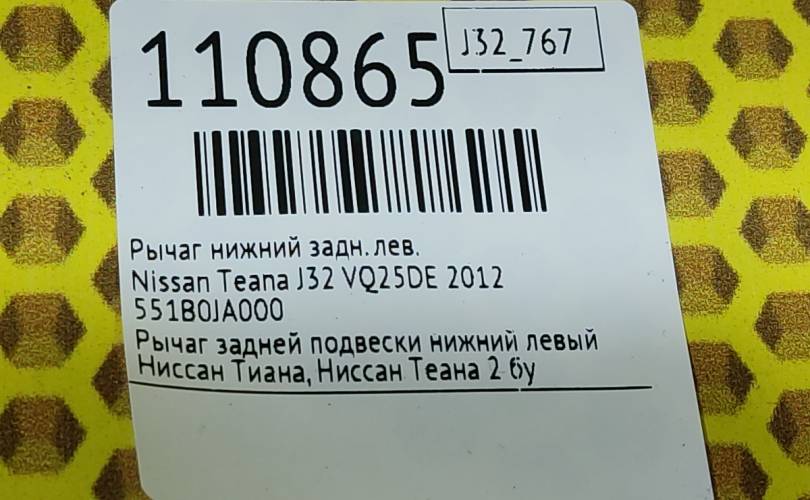 110865
J32_767
Рычаг нижний задн.лев.
Nissan Teana J32 VQ25DE 2012
551B0JA000
Рычаг задней подвески нижний левый
Ниссан Тиана, Ниссан Теана 2 бу